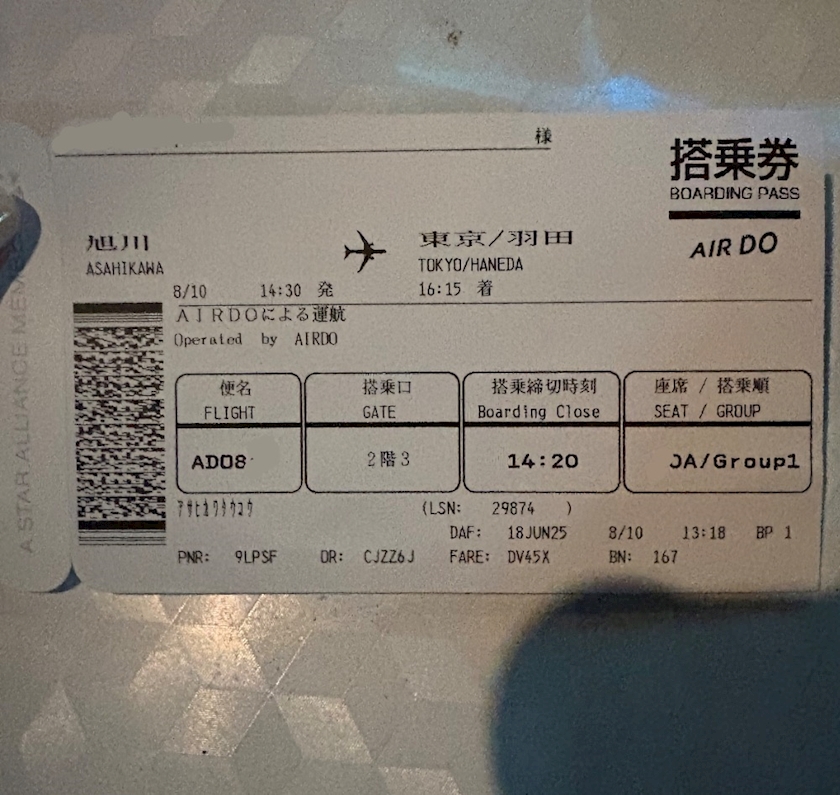 様
搭乗券
BOARDING PASS
AIR DO
旭川
ASAHIKAWA
東京/羽田
TOKYO/HANEDA
8/10 14:30 発 16:15 着
AIRDOによる運航
Operated by AIRDO
便名 搭乗口 搭乗締切時刻 座席 / 搭乗順
FLIGHT GATE Boarding Close SEAT / GROUP
AD08 2階3 14:20 /Group1
ｱｻﾋｶﾜｸｳｺｳ (LSN: 29874 )
DAF: 18JUN25 8/10 13:18 BP 1
PNR: 9LPSF OR: CJZZ6J FARE: DV45X BN: 167
A STAR ALLIANCE